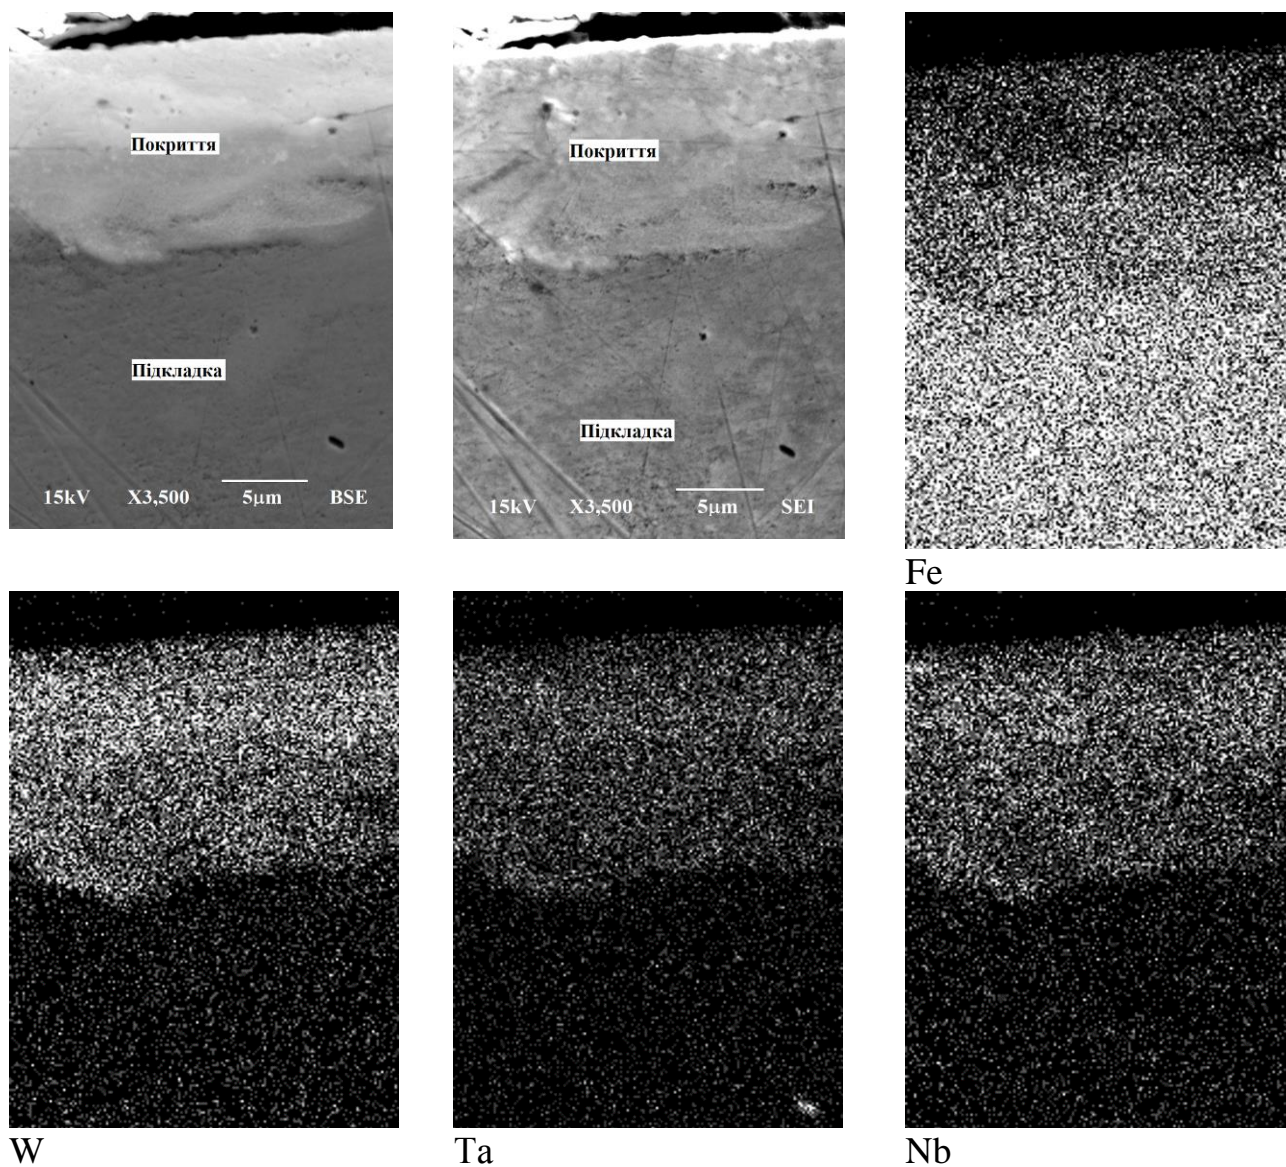 Покриття
Підкладка
15kV X3,500 5μm BSE
Покриття
Підкладка
15kV X3,500 5μm SEI
Fe
W
Ta
Nb